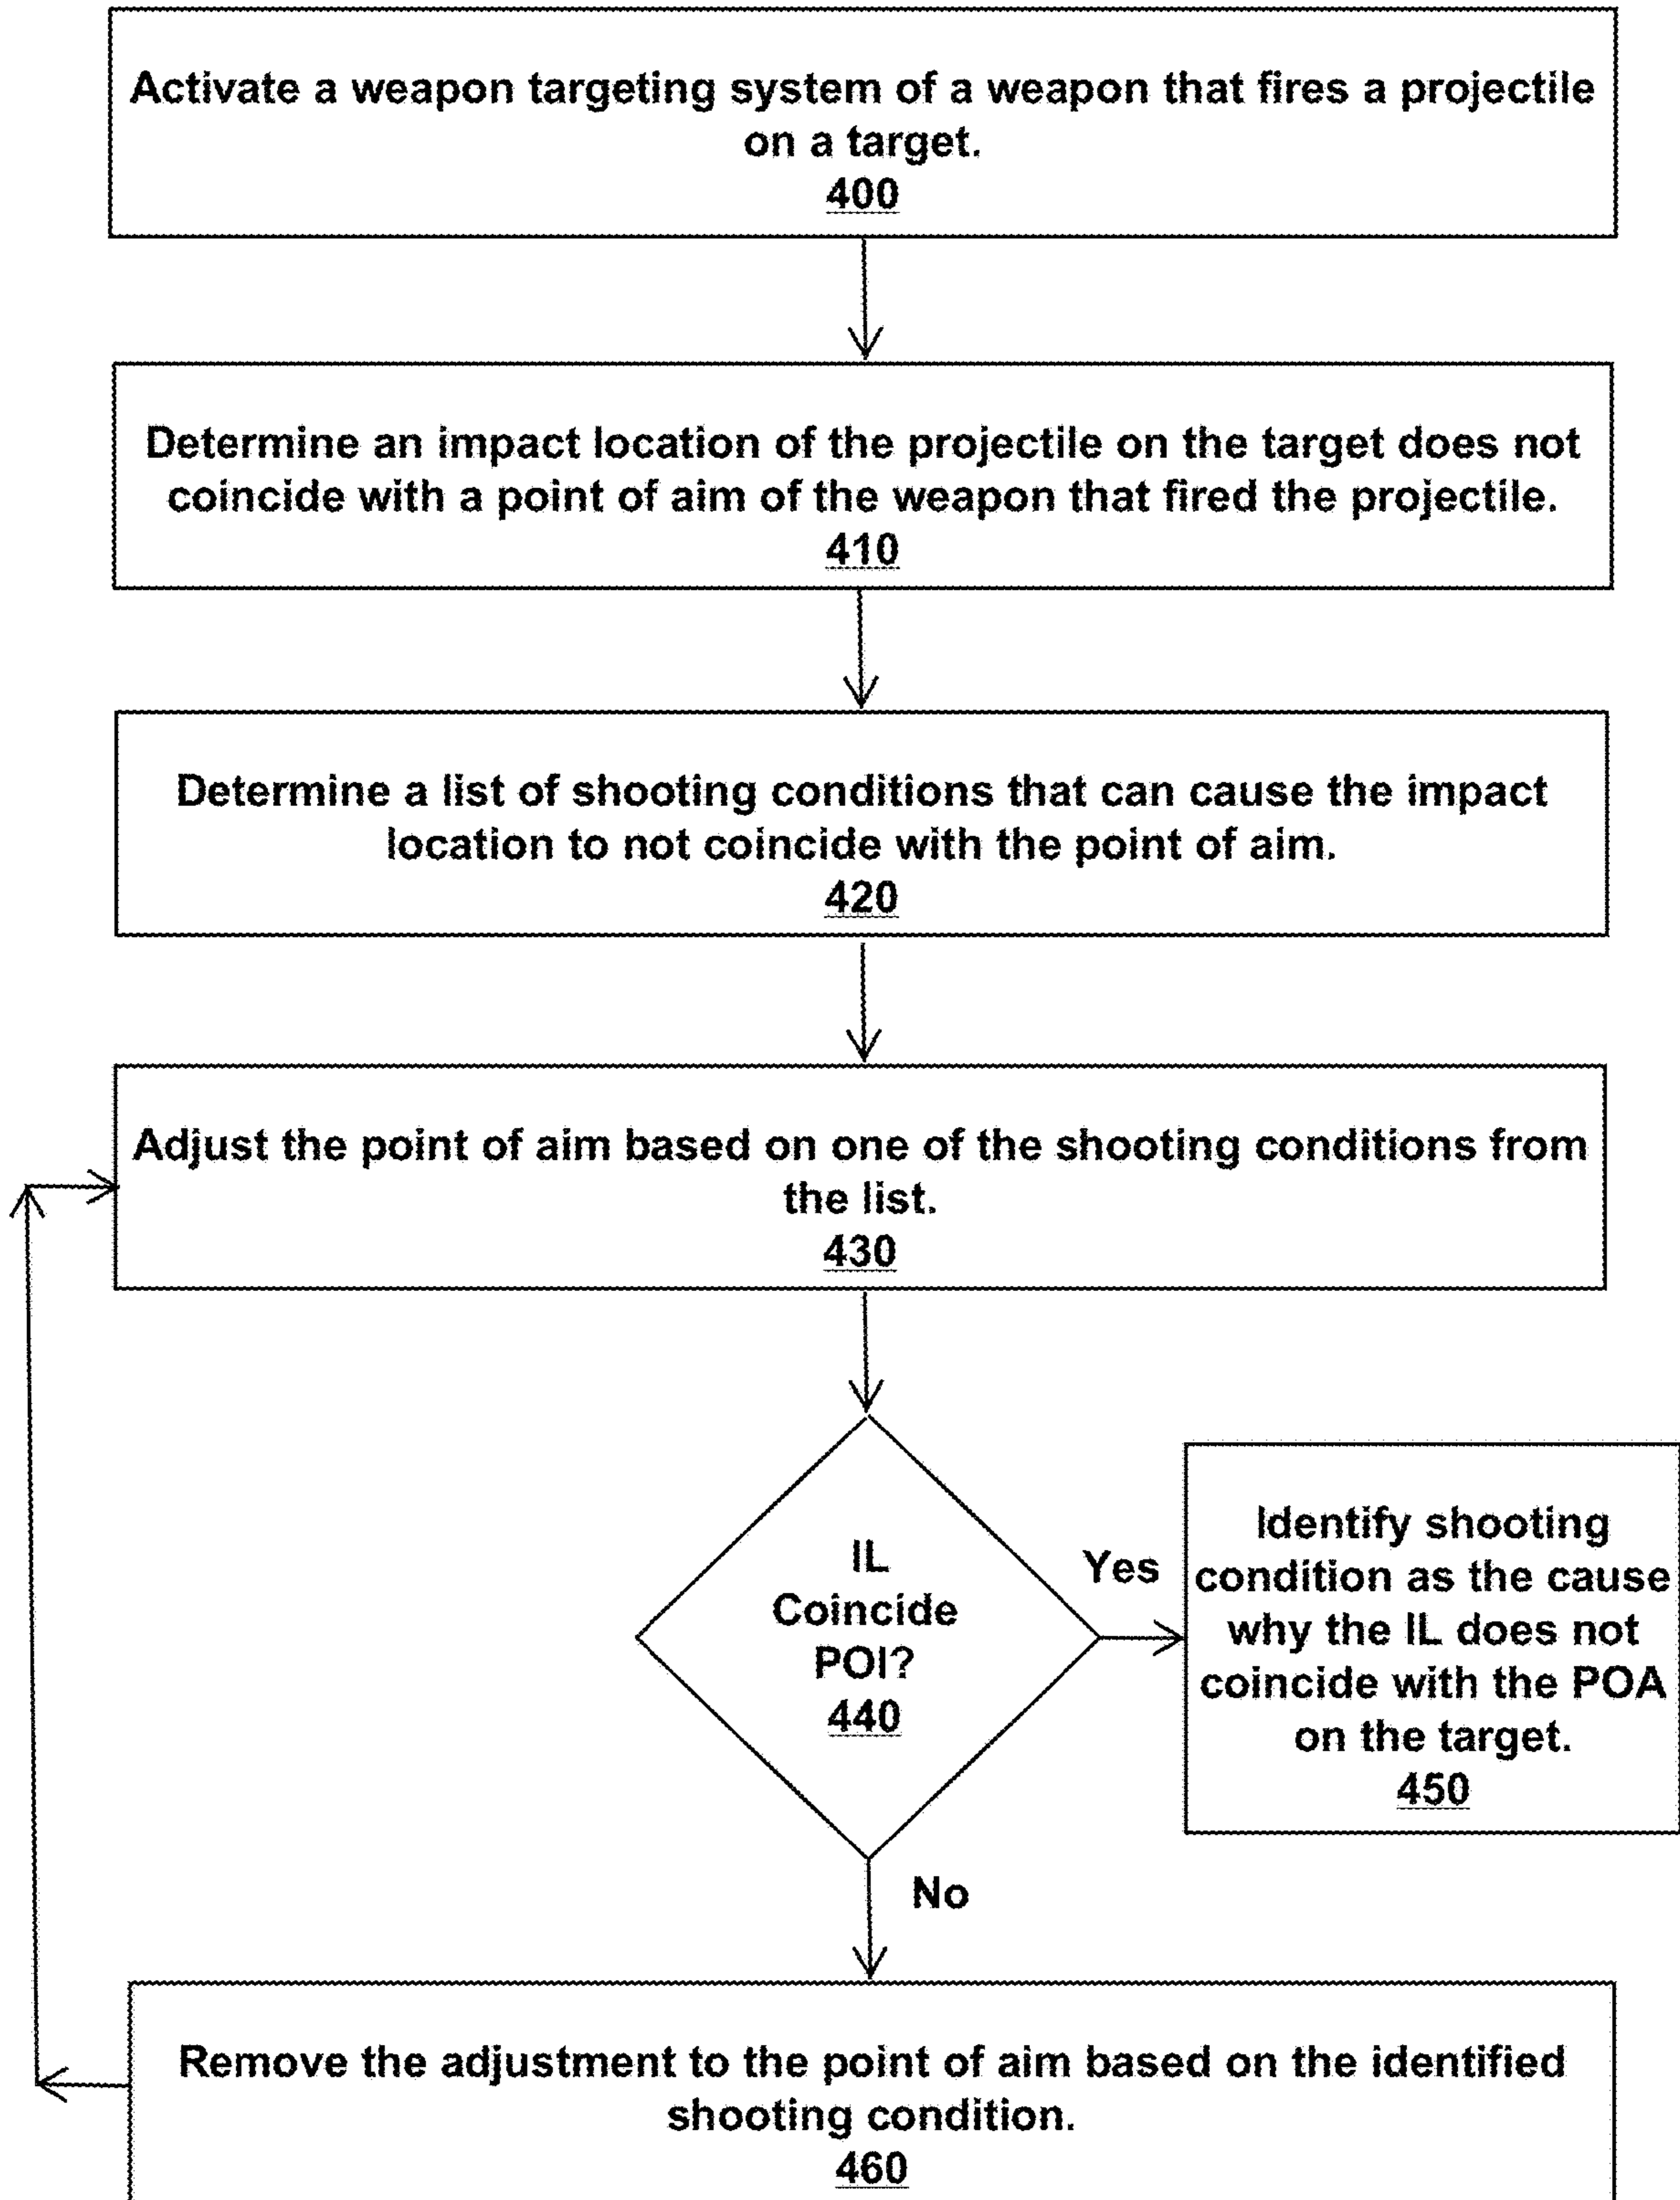 Activate a weapon targeting system of a weapon that fires a projectile
on a target.
400
Determine an impact location of the projectile on the target does not
coincide with a point of aim of the weapon that fired the projectile.
410
Determine a list of shooting conditions that can cause the impact
location to not coincide with the point of aim.
420
Adjust the point of aim based on one of the shooting conditions from
the list.
430
IL
Coincide
POI?
440
Yes
Identify shooting
condition as the cause
why the IL does not
coincide with the POA
on the target.
450
No
Remove the adjustment to the point of aim based on the identified
shooting condition.
460